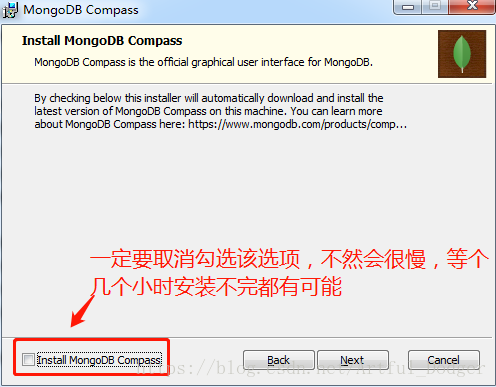 MongoDB Compass
Install MongoDB Compass
MongoDB Compass is the official graphical user interface for MongoDB.
By checking below this installer will automatically download and install the
latest version of MongoDB Compass on this machine. You can learn more
about MongoDB Compass here: https://www.mongodb.com/products/comp...
一定要取消勾选该选项，不然会很慢，等个
几个小时安装不完都有可能
Install MongoDB Compass
Back
Next
Cancel
https://blog.csdn.net/Artful_Dodger